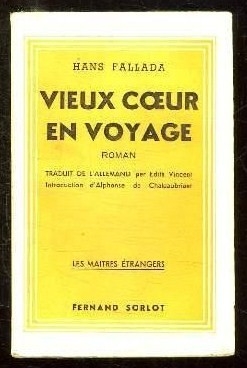 HANS FALLADA
VIEUX CŒUR
EN VOYAGE
ROMAN
TRADUIT DE L'ALLEMAND par Edith Vincent
Introduction d'Alphonse de Chateaubriant
LES MAITRES ÉTRANGERS
FERNAND SORLOT